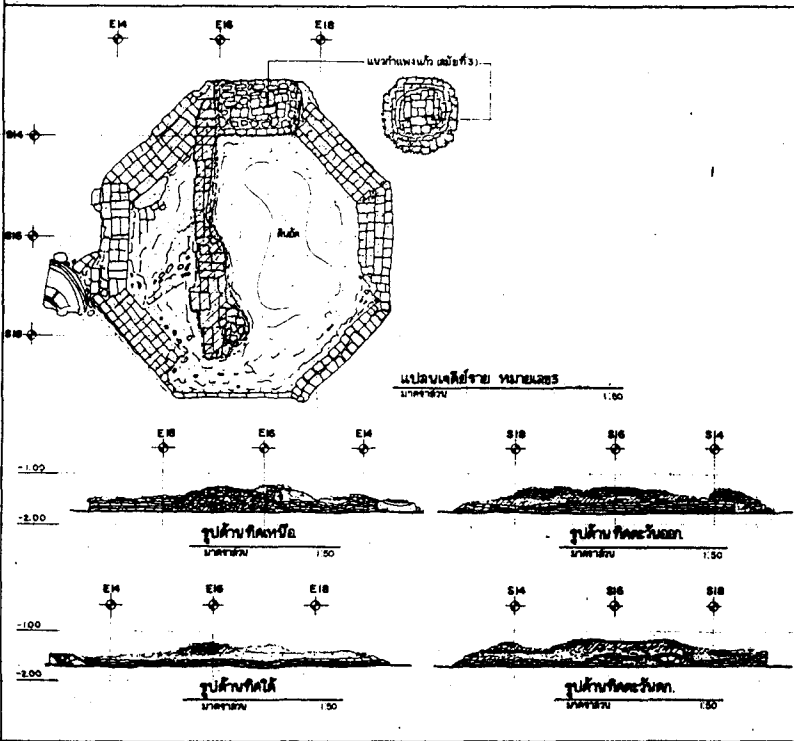 E14 E16 E18
แนวกำแพงแก้ว (สมัยที่ 3)
S14
S16
ดินอัด
S18
แปลนเจดีย์ราย หมายเลข5
มาตราส่วน 1:50
E18 E16 E14 S18 S16 S14
-1.00
-2.00
รูปด้าน ทิศเหนือ รูปด้าน ทิศตะวันออก
มาตราส่วน 1:50 มาตราส่วน 1:50
E14 E16 E18 S14 S16 S18
-1.00
-2.00
รูปด้านทิศใต้ รูปด้านทิศตะวันตก.
มาตราส่วน 1:50 มาตราส่วน 1:50